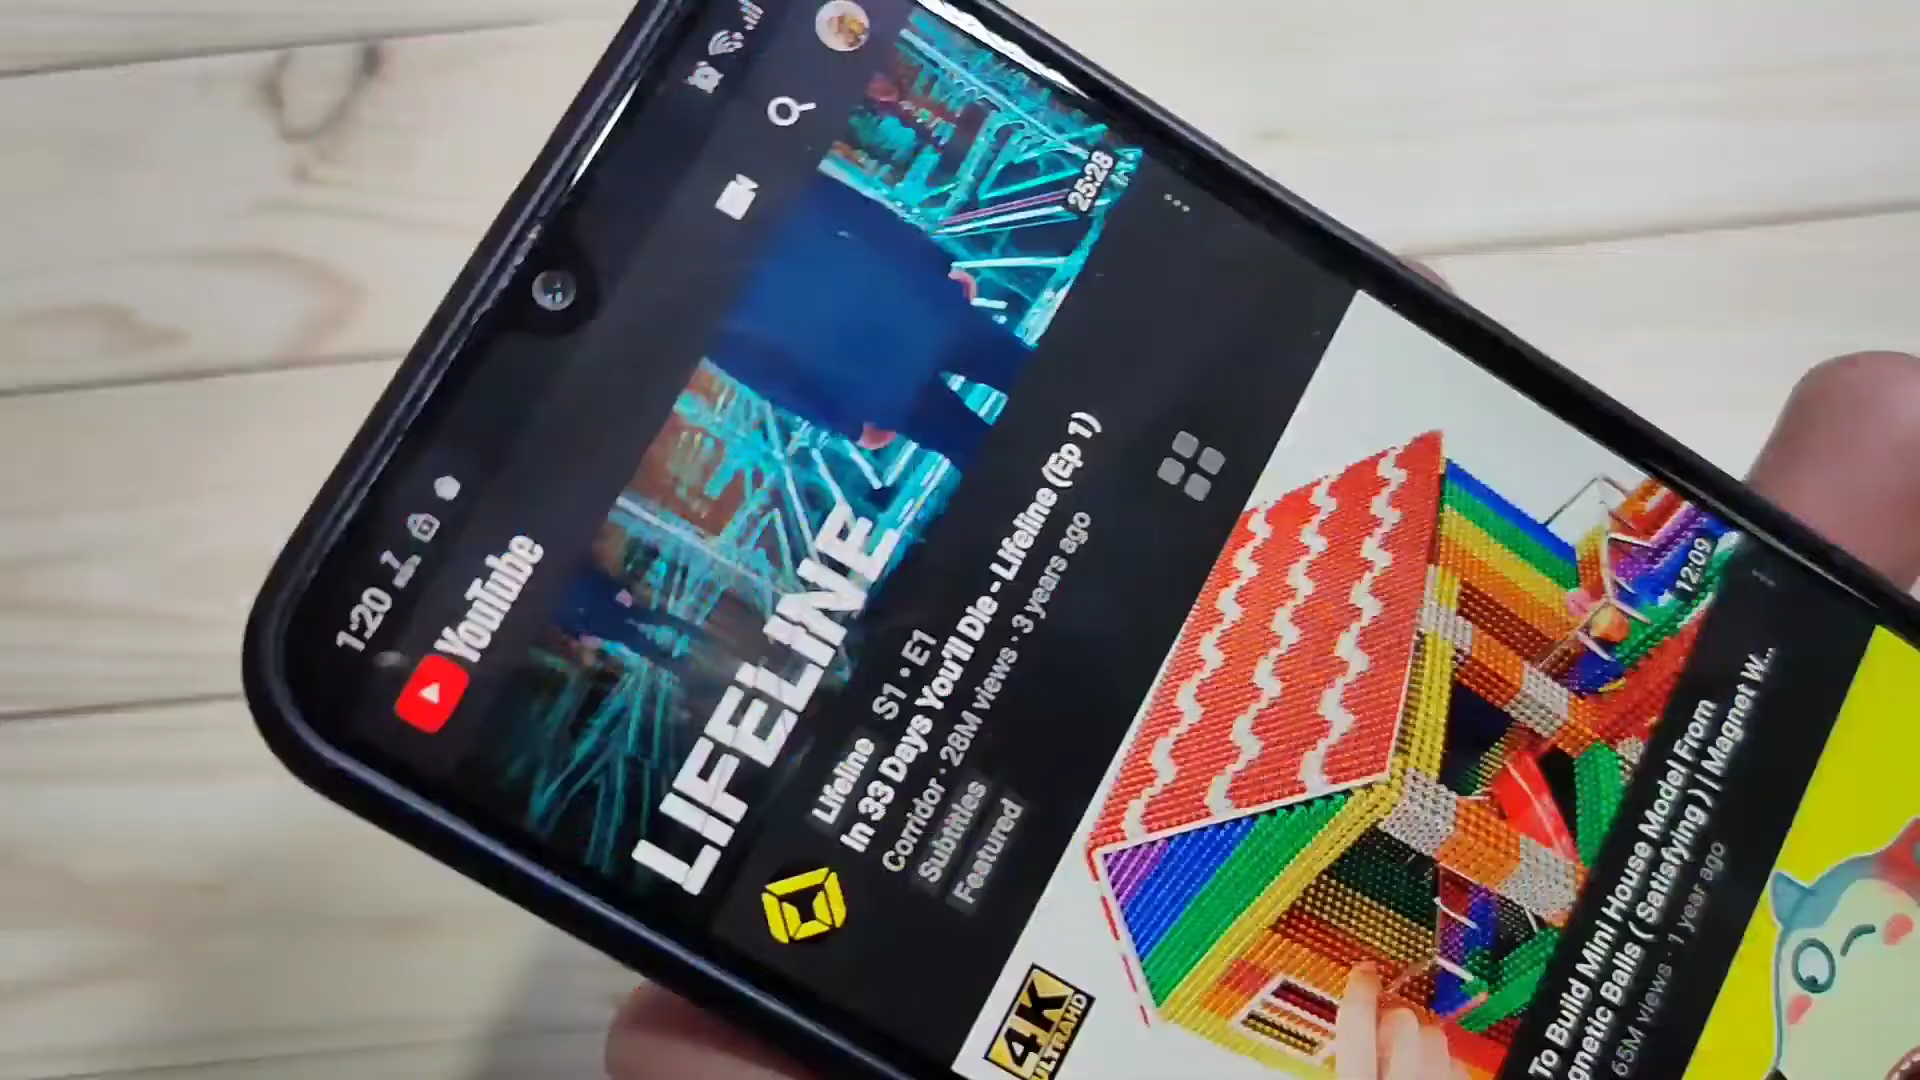 1:20
YouTube
25:28
LIFELINE
Lifeline S1 • E1
In 33 Days You'll Die - Lifeline (Ep 1)
Corridor · 28M views · 3 years ago
Subtitles
Featured
12:09
4K
ULTRAHD
To Build Mini House Model From
gnetic Balls ( Satisfying ) | Magnet W...
65M views · 1 year ago